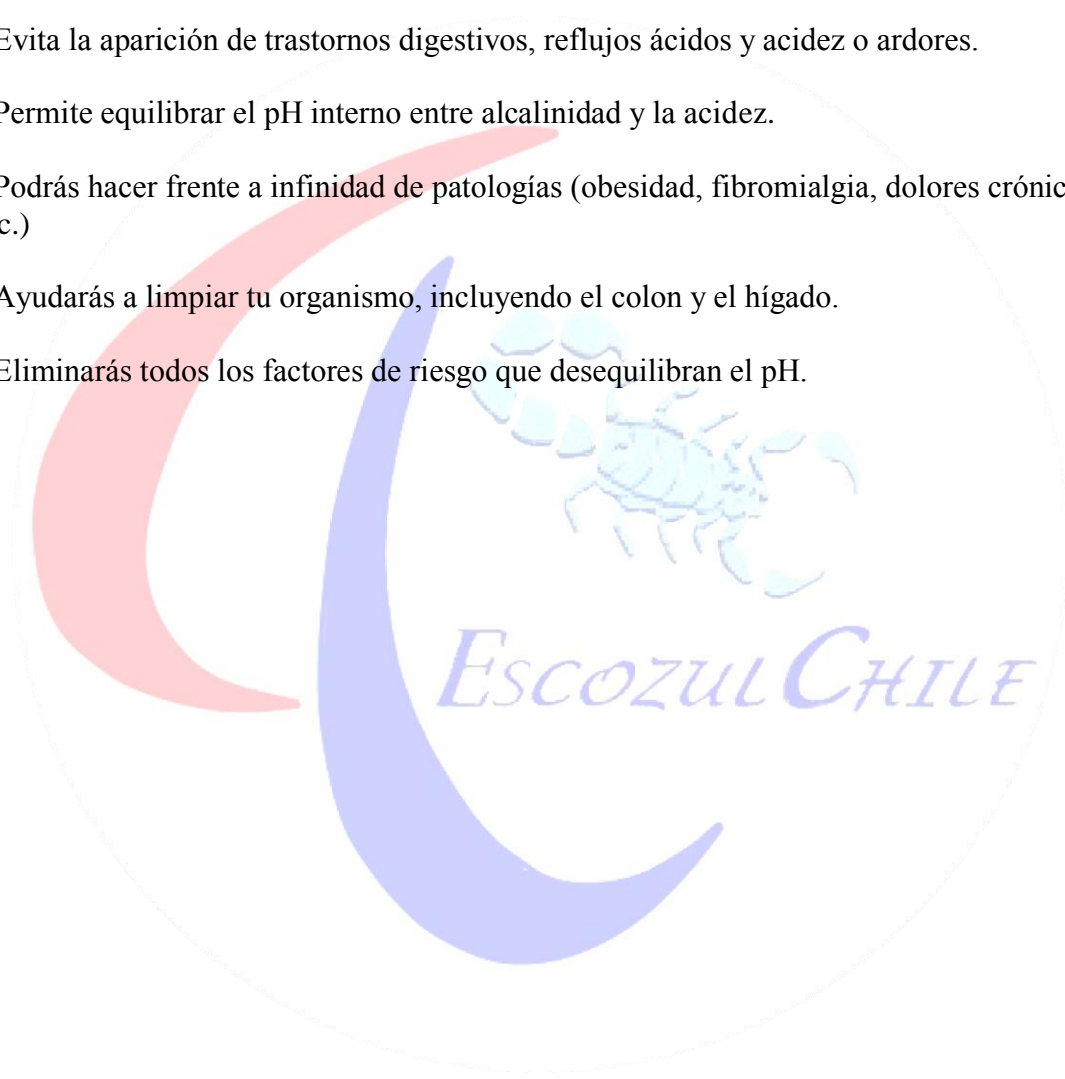 Evita la aparición de trastornos digestivos, reflujos ácidos y acidez o ardores.
Permite equilibrar el pH interno entre alcalinidad y la acidez.
Podrás hacer frente a infinidad de patologías (obesidad, fibromialgia, dolores crónic
c.)
Ayudarás a limpiar tu organismo, incluyendo el colon y el hígado.
Eliminarás todos los factores de riesgo que desequilibran el pH.
ESCOZUL CHILE